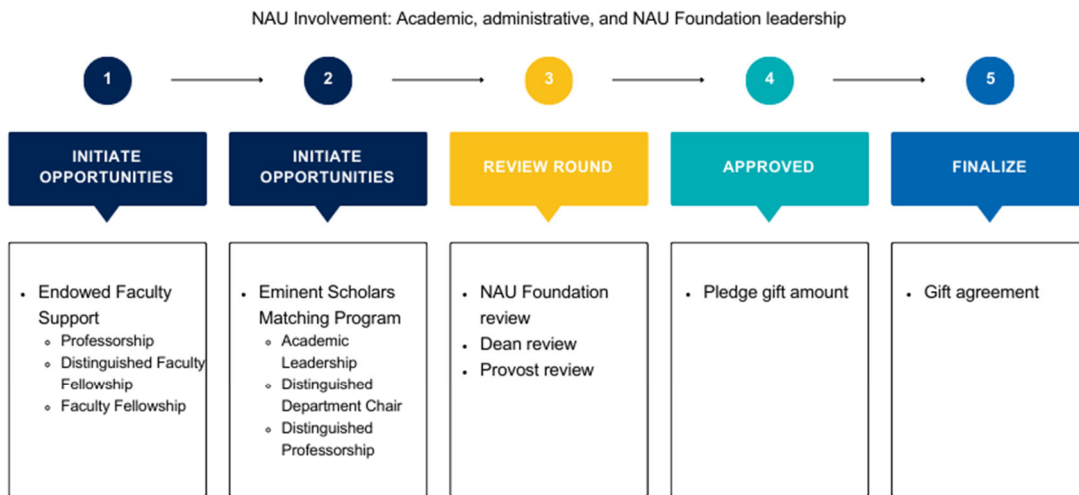 NAU Involvement: Academic, administrative, and NAU Foundation leadership
1
2
3
4
5
INITIATE
OPPORTUNITIES
INITIATE
OPPORTUNITIES
REVIEW ROUND
APPROVED
FINALIZE
• Endowed Faculty
Support
Professorship
Distinguished Faculty
Fellowship
Faculty Fellowship
• Eminent Scholars
Matching Program
Academic
Leadership
Distinguished
Department Chair
Distinguished
Professorship
• NAU Foundation
review
• Dean review
• Provost review
• Pledge gift amount
• Gift agreement